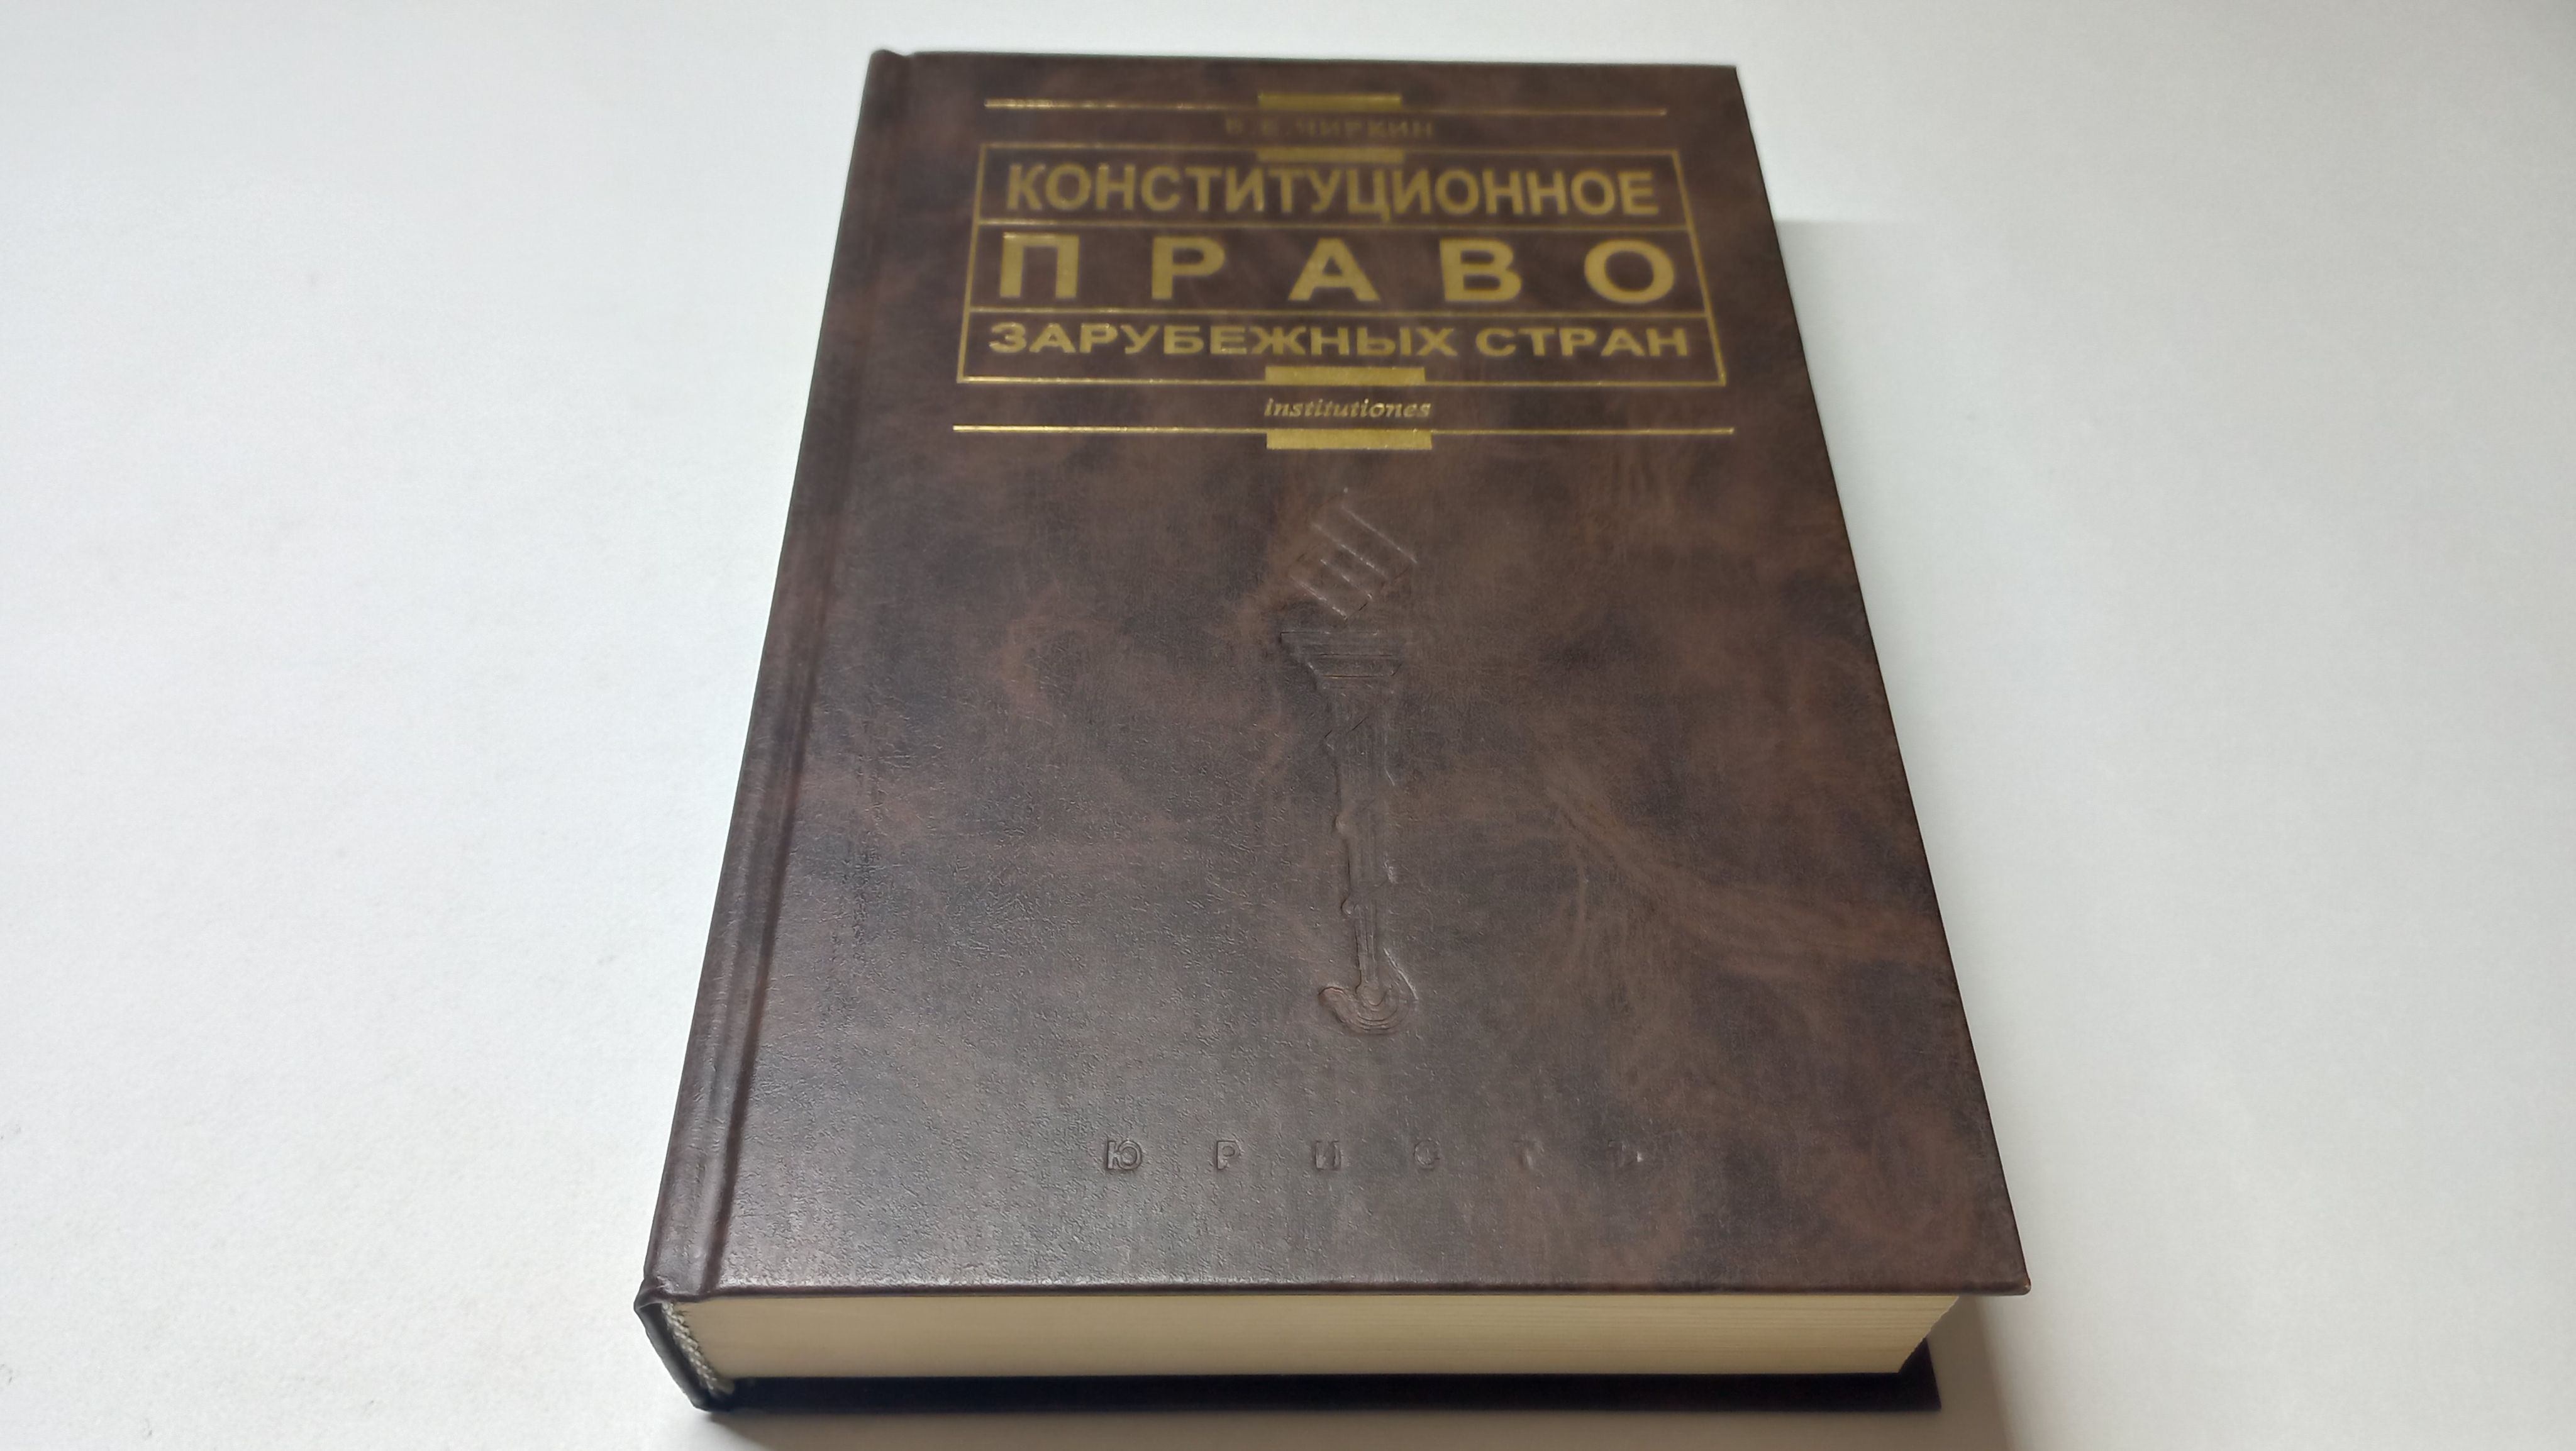 В.Е.ЧИРКИН
КОНСТИТУЦИОННОЕ
ПРАВО
ЗАРУБЕЖНЫХ СТРАН
institutiones
ЮРИСТЪ